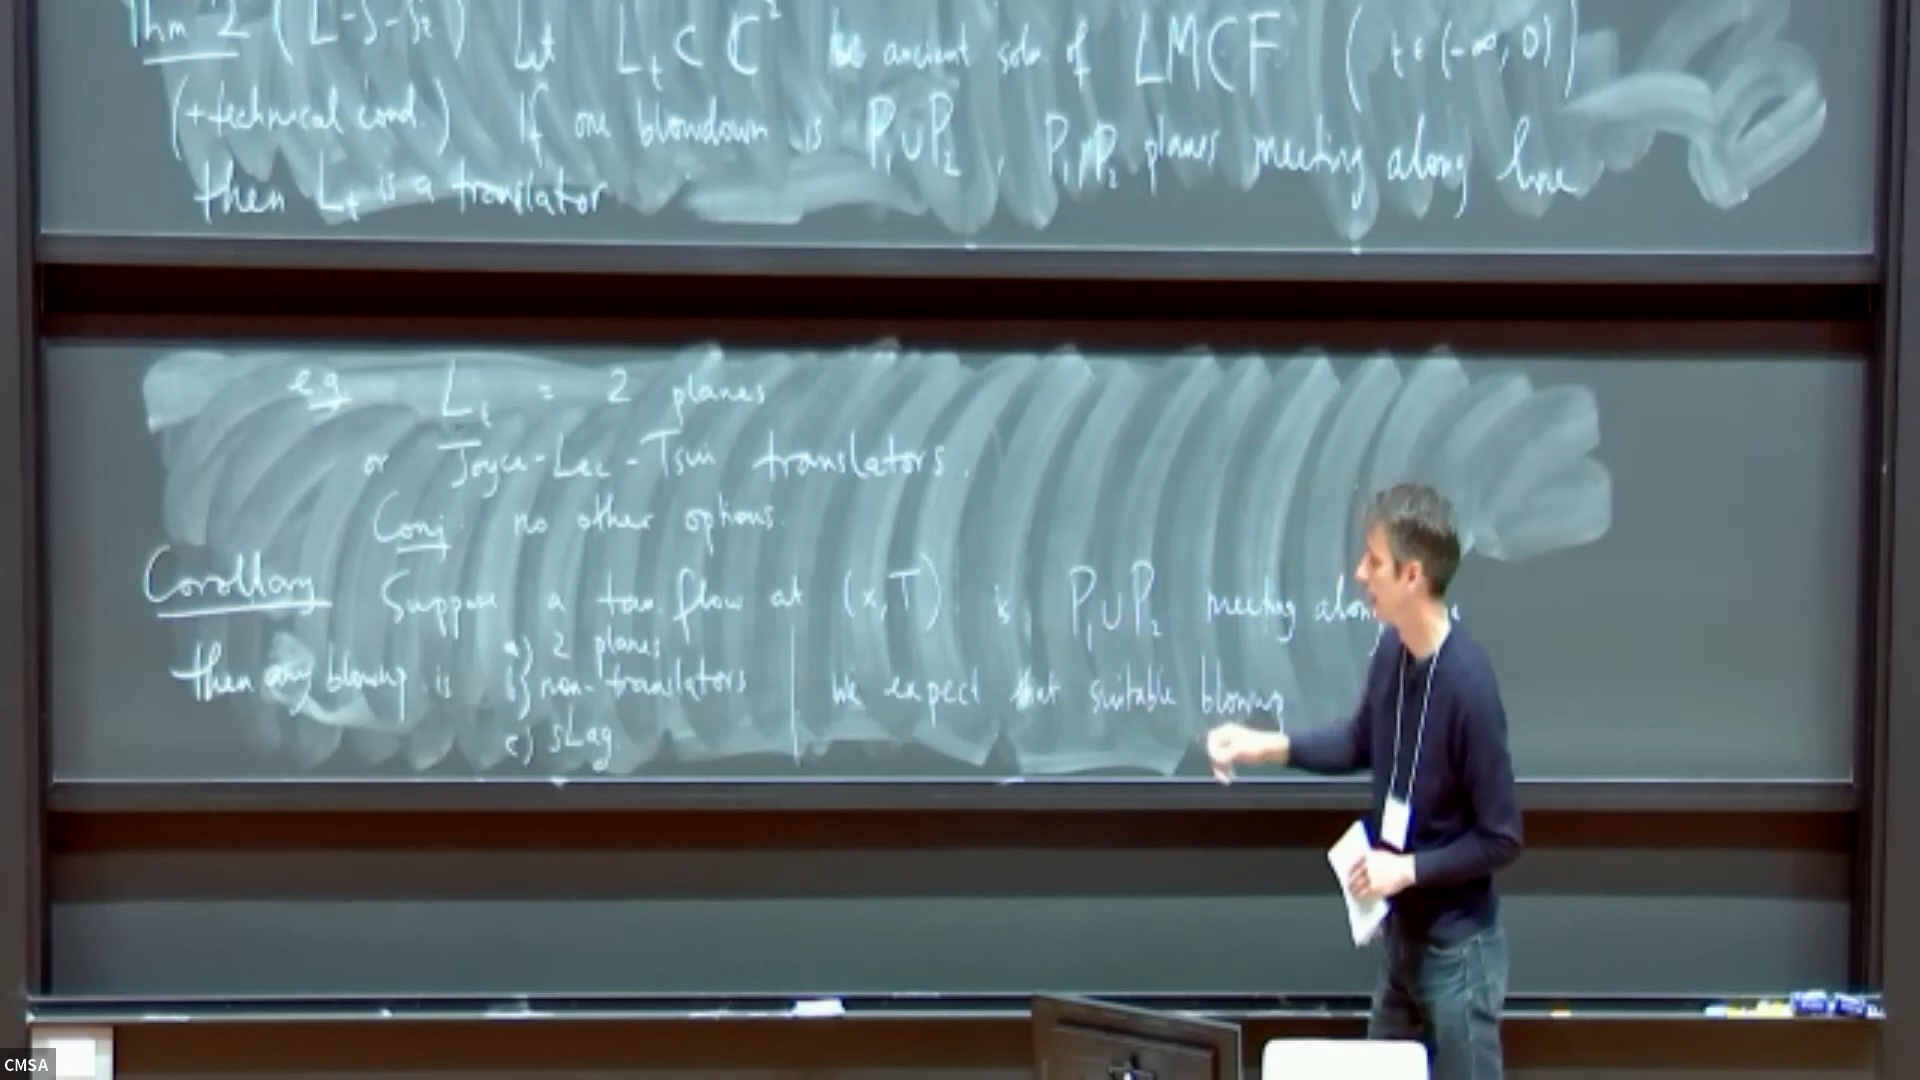 Thm 2 (L-S-Sz) Let L_t ⊂ ℂ² be ancient soln of LMCF (t ∈ (-∞, 0))
(+technical cond.) If one blowdown is P₁∪P₂, P₁, P₂ planes meeting along line
then L_t is a translator
e.g. L_t = 2 planes
or Joyce-Lee-Tsui translators.
Conj. no other options.
Corollary Suppose a tan. flow at (x,T) is P₁∪P₂ meeting along
then any blowup is a) 2 planes
b) non-translators
c) sLag.
We expect that suitable blowup
CMSA